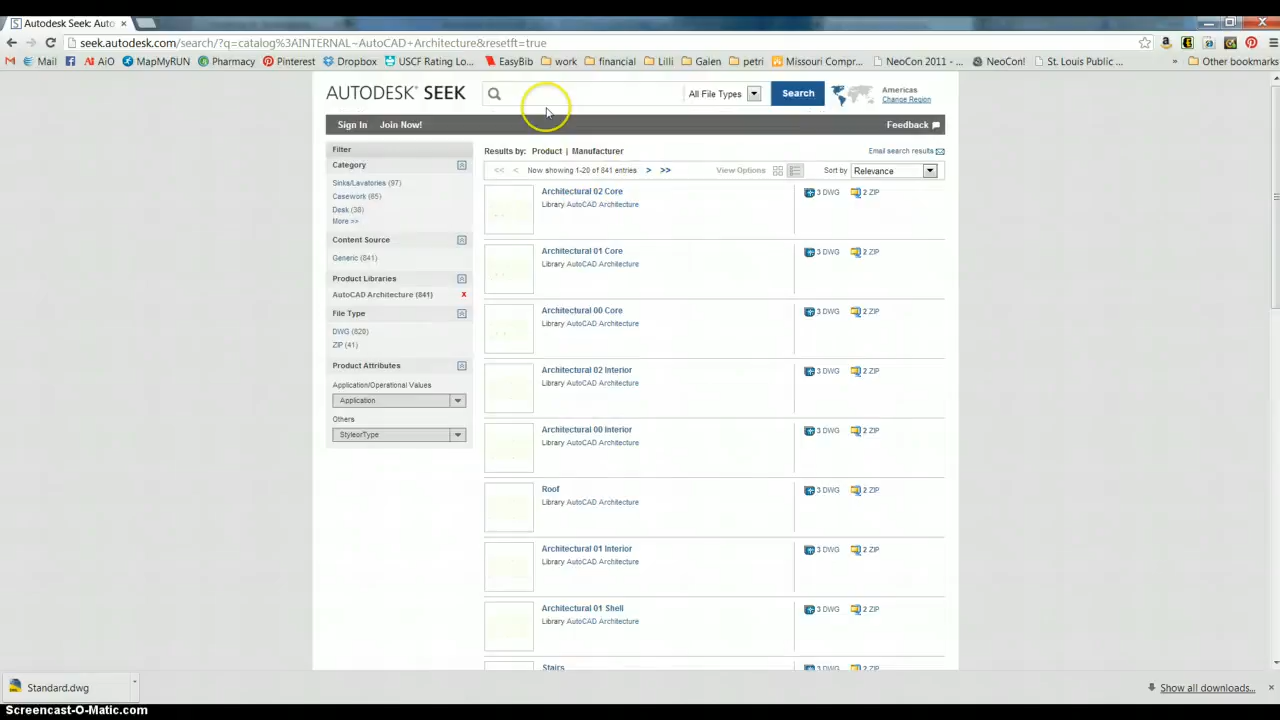 Autodesk Seek: Auto ×
seek.autodesk.com/search/?q=catalog%3AINTERNAL~AutoCAD+Architecture&resetft=true
Mail AiO MapMyRUN Pharmacy Dropbox USCF Rating Lo... EasyBib work financial Lilli Galen petri Missouri Compr... NeoCon 2011 - ... NeoCon! St. Louis Public ... » Other bookmarks
AUTODESK® SEEK All File Types Search Americas
Change Region
Sign In Join Now! Feedback
Filter
Category
Sinks/Lavatories (97)
Casework (85)
Desk (38)
More >>
Content Source
Generic (841)
Product Libraries
AutoCAD Architecture (841) x
File Type
DWG (828)
ZIP (41)
Product Attributes
Application/Operational Values
Application
Others
StyleorType
Results by: Product | Manufacturer Email search results
<< < Now showing 1-20 of 841 entries > >> View Options Sort by Relevance
Architectural 02 Core 3 DWG 2 ZIP
Library AutoCAD Architecture
Architectural 01 Core 3 DWG 2 ZIP
Library AutoCAD Architecture
Architectural 00 Core 3 DWG 2 ZIP
Library AutoCAD Architecture
Architectural 02 Interior 3 DWG 2 ZIP
Library AutoCAD Architecture
Architectural 00 Interior 3 DWG 2 ZIP
Library AutoCAD Architecture
Roof 3 DWG 2 ZIP
Library AutoCAD Architecture
Architectural 01 Interior 3 DWG 2 ZIP
Library AutoCAD Architecture
Architectural 01 Shell 3 DWG 2 ZIP
Library AutoCAD Architecture
Stairs 3 DWG 2 ZIP
Standard.dwg Show all downloads... ×
Screencast-O-Matic.com